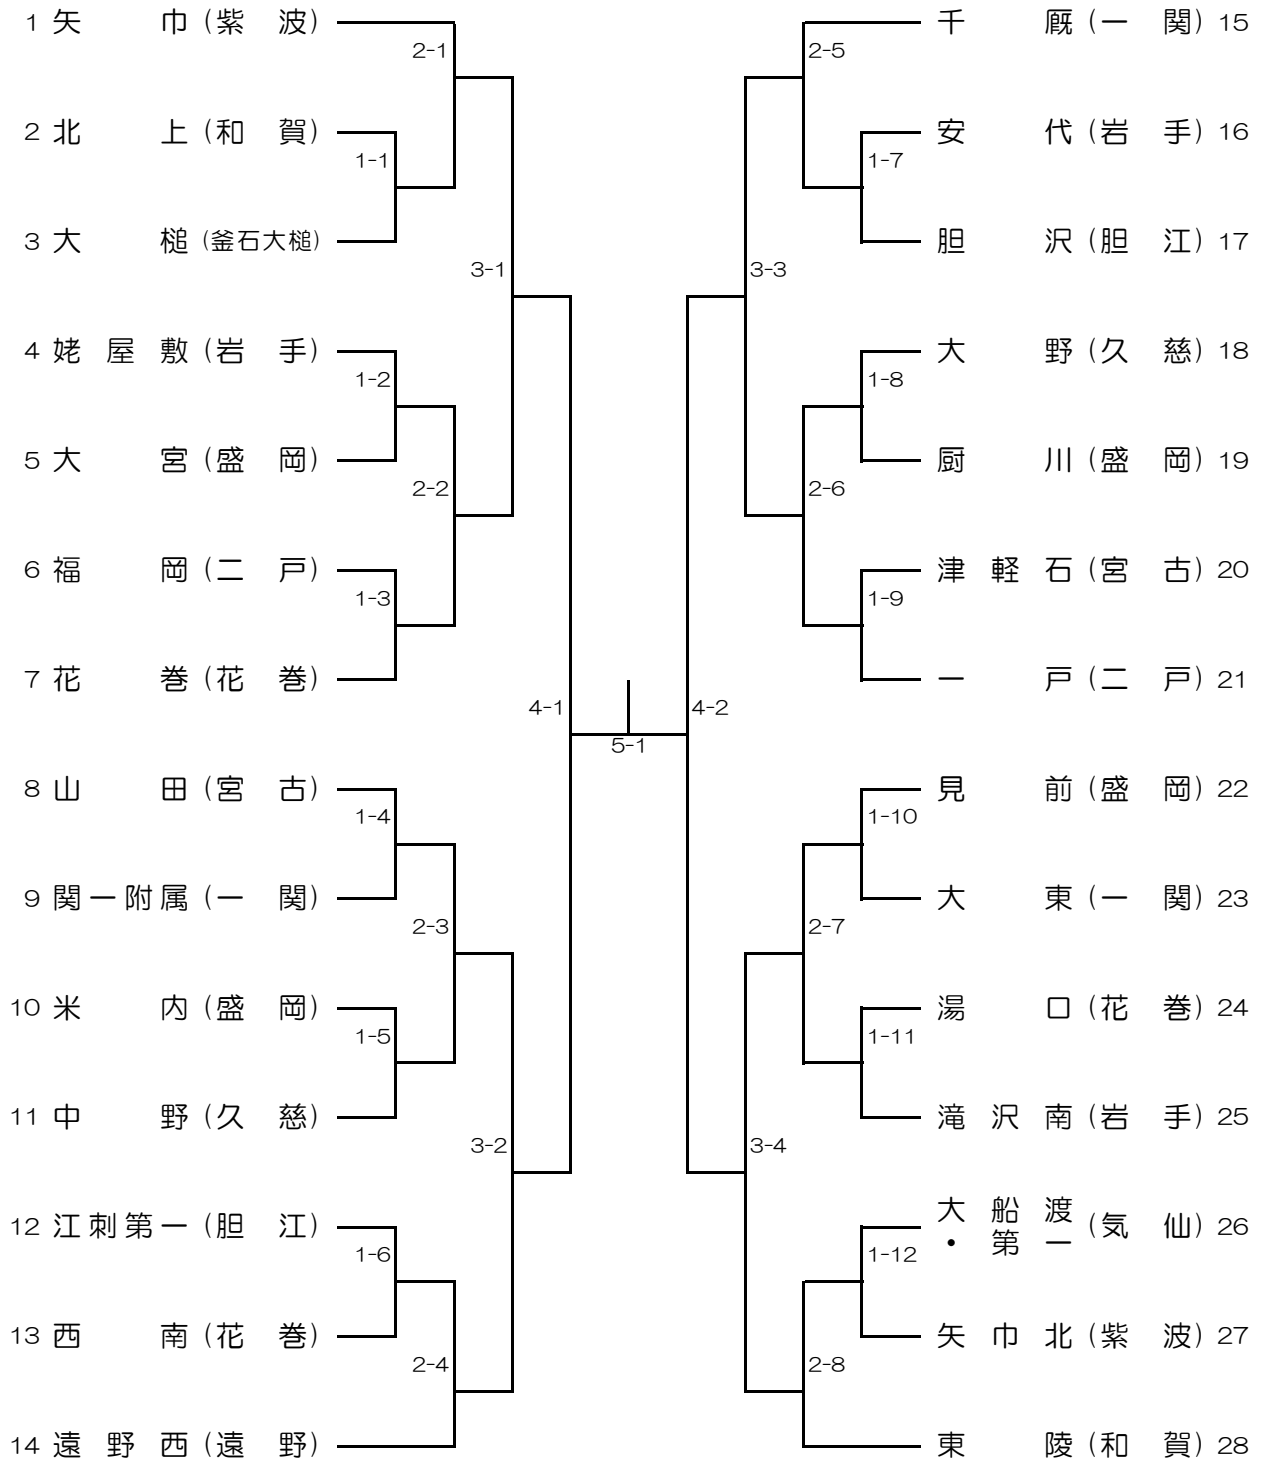 1 矢巾(紫波)
2-1
2 北上(和賀)
1-1
3 大槌(釜石大槌)
3-1
4 姥屋敷(岩手)
1-2
5 大宮(盛岡)
2-2
6 福岡(二戸)
1-3
7 花巻(花巻)
4-1
8 山田(宮古)
1-4
9 関一附属(一関)
2-3
10 米内(盛岡)
1-5
11 中野(久慈)
3-2
12 江刺第一(胆江)
1-6
13 西南(花巻)
2-4
14 遠野西(遠野)
5-1
千厩(一関) 15
2-5
安代(岩手) 16
1-7
胆沢(胆江) 17
3-3
大野(久慈) 18
1-8
厨川(盛岡) 19
2-6
津軽石(宮古) 20
1-9
一戸(二戸) 21
4-2
見前(盛岡) 22
1-10
大東(一関) 23
2-7
湯口(花巻) 24
1-11
滝沢南(岩手) 25
3-4
大船渡
・第一(気仙) 26
1-12
矢巾北(紫波) 27
2-8
東陵(和賀) 28